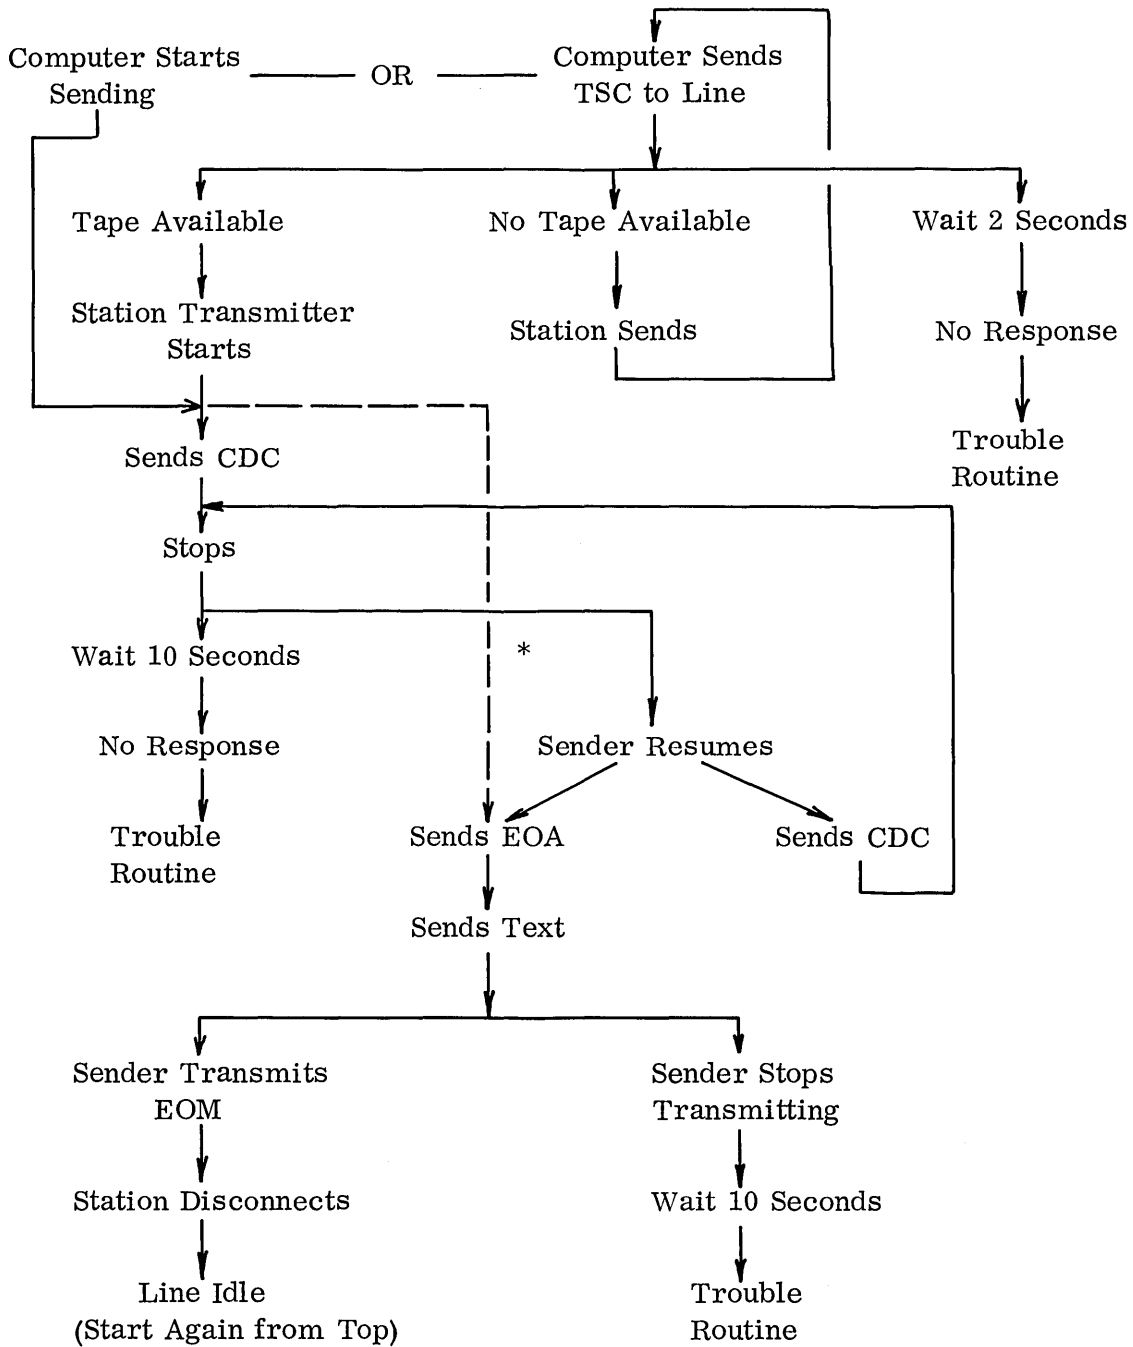 Computer Starts
Sending
OR
Computer Sends
TSC to Line
Tape Available
No Tape Available
Wait 2 Seconds
Station Transmitter
Starts
Station Sends
No Response
Trouble
Routine
Sends CDC
Stops
Wait 10 Seconds
*
No Response
Sender Resumes
Trouble
Routine
Sends EOA
Sends CDC
Sends Text
Sender Transmits
EOM
Sender Stops
Transmitting
Station Disconnects
Wait 10 Seconds
Line Idle
(Start Again from Top)
Trouble
Routine